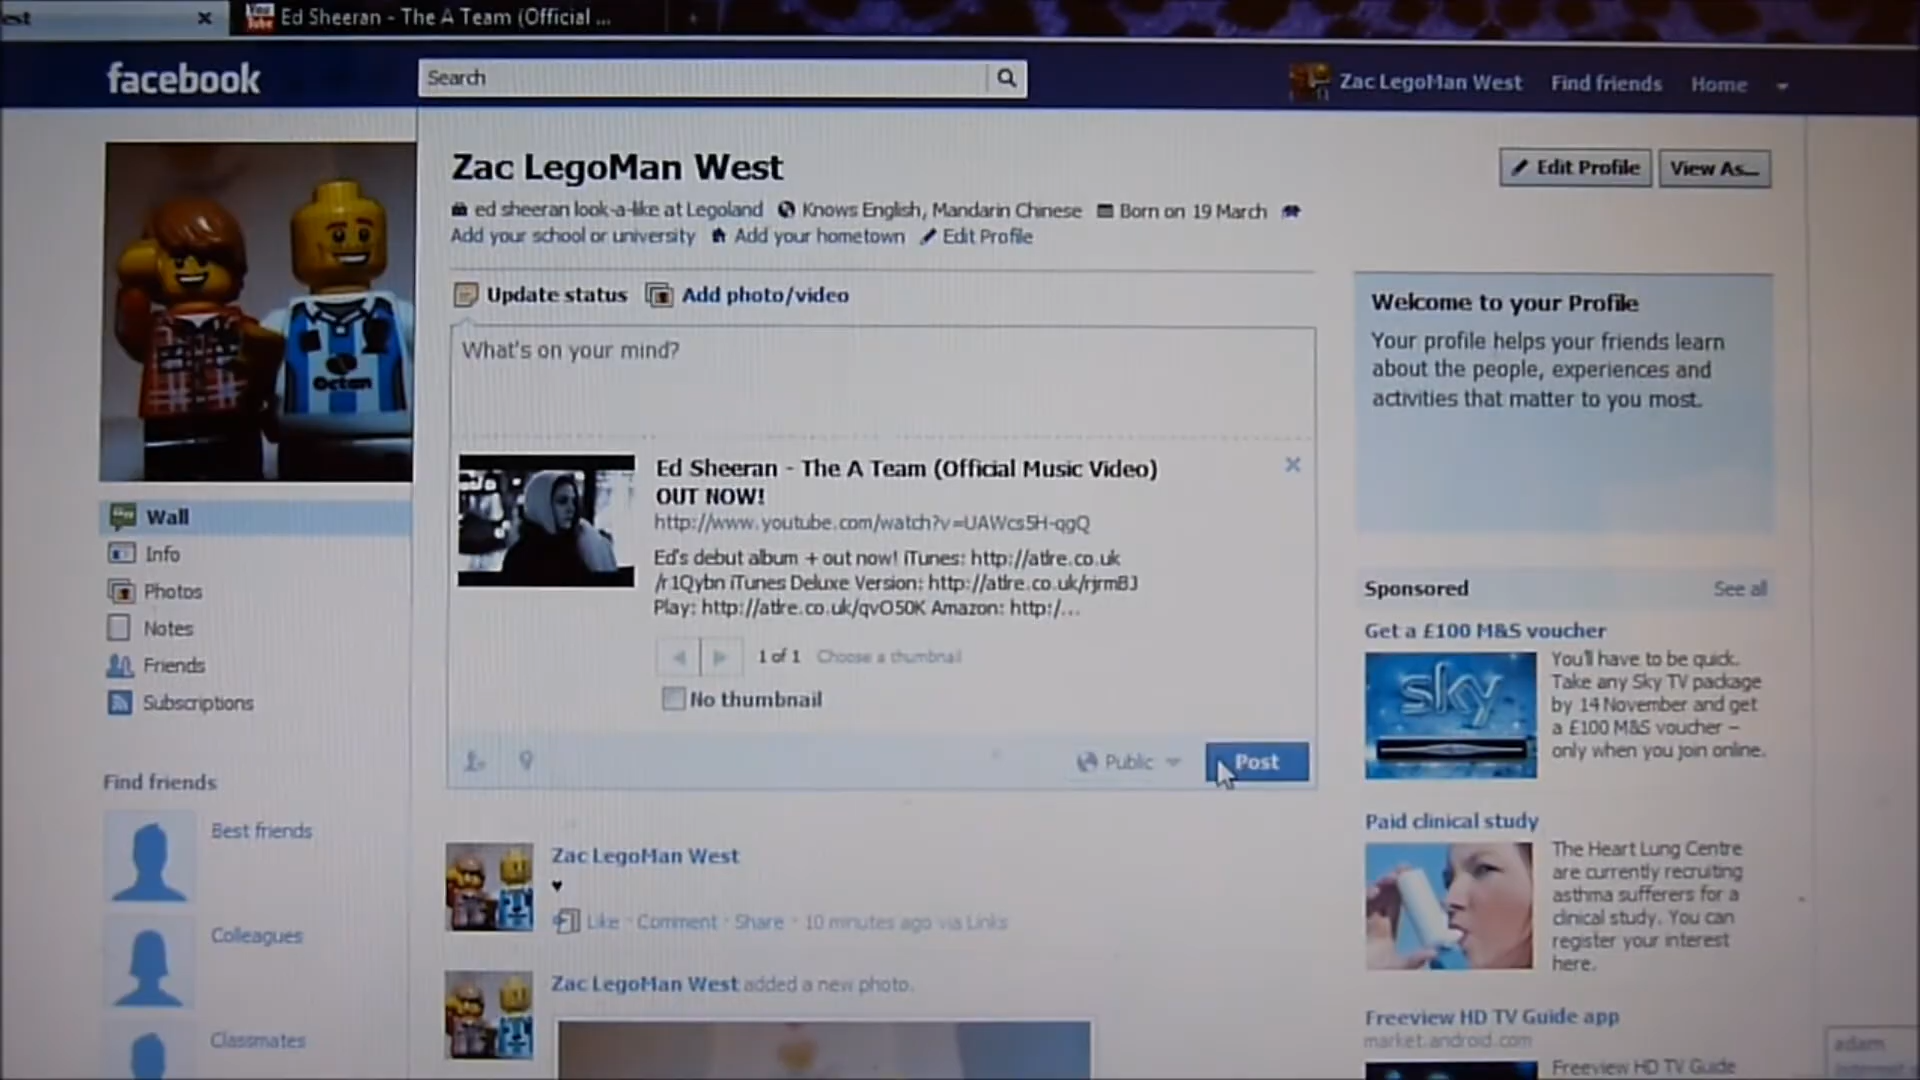 est
Ed Sheeran - The A Team (Official ...
facebook
Search
Zac LegoMan West Find friends Home
Zac LegoMan West
Edit Profile View As...
ed sheeran look-a-like at Legoland Knows English, Mandarin Chinese Born on 19 March
Add your school or university Add your hometown Edit Profile
Update status Add photo/video
What's on your mind?
Octan
Ed Sheeran - The A Team (Official Music Video)
OUT NOW!
http://www.youtube.com/watch?v=UAWcs5H-qgQ
Ed's debut album + out now! iTunes: http://atlre.co.uk
/r1Qybn iTunes Deluxe Version: http://atlre.co.uk/rjrm8J
Play: http://atlre.co.uk/qvO50K Amazon: http:/...
1 of 1 Choose a thumbnail
No thumbnail
Public Post
Wall
Info
Photos
Notes
Friends
Subscriptions
Find friends
Best friends
Colleagues
Classmates
Zac LegoMan West
♥
Like · Comment · Share · 10 minutes ago via Links
Zac LegoMan West added a new photo.
Welcome to your Profile
Your profile helps your friends learn
about the people, experiences and
activities that matter to you most.
Sponsored See all
Get a £100 M&S voucher
sky
You'll have to be quick.
Take any Sky TV package
by 14 November and get
a £100 M&S voucher –
only when you join online.
Paid clinical study
The Heart Lung Centre
are currently recruiting
asthma sufferers for a
clinical study. You can
register your interest
here.
Freeview HD TV Guide app
market.android.com
Freeview HD TV Guide
adam